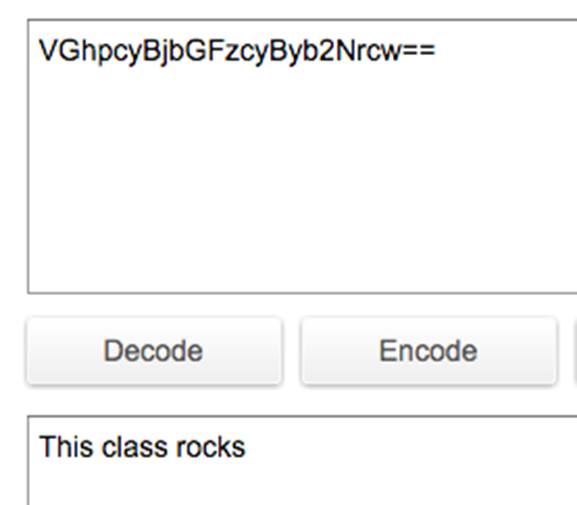 VGhpcyBjbGFzcyByb2Nrcw==
Decode Encode
This class rocks